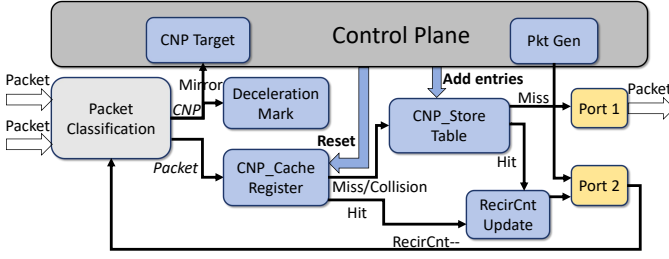 Control Plane
CNP Target
Pkt Gen
Packet
Mirror
CNP
Deceleration
Mark
Add entries
Packet
Classification
CNP_Store
Table
Miss
Port 1
Packet
Packet
Reset
Packet
CNP_Cache
Register
Miss/Collision
Hit
Hit
RecirCnt
Update
Port 2
RecirCnt--